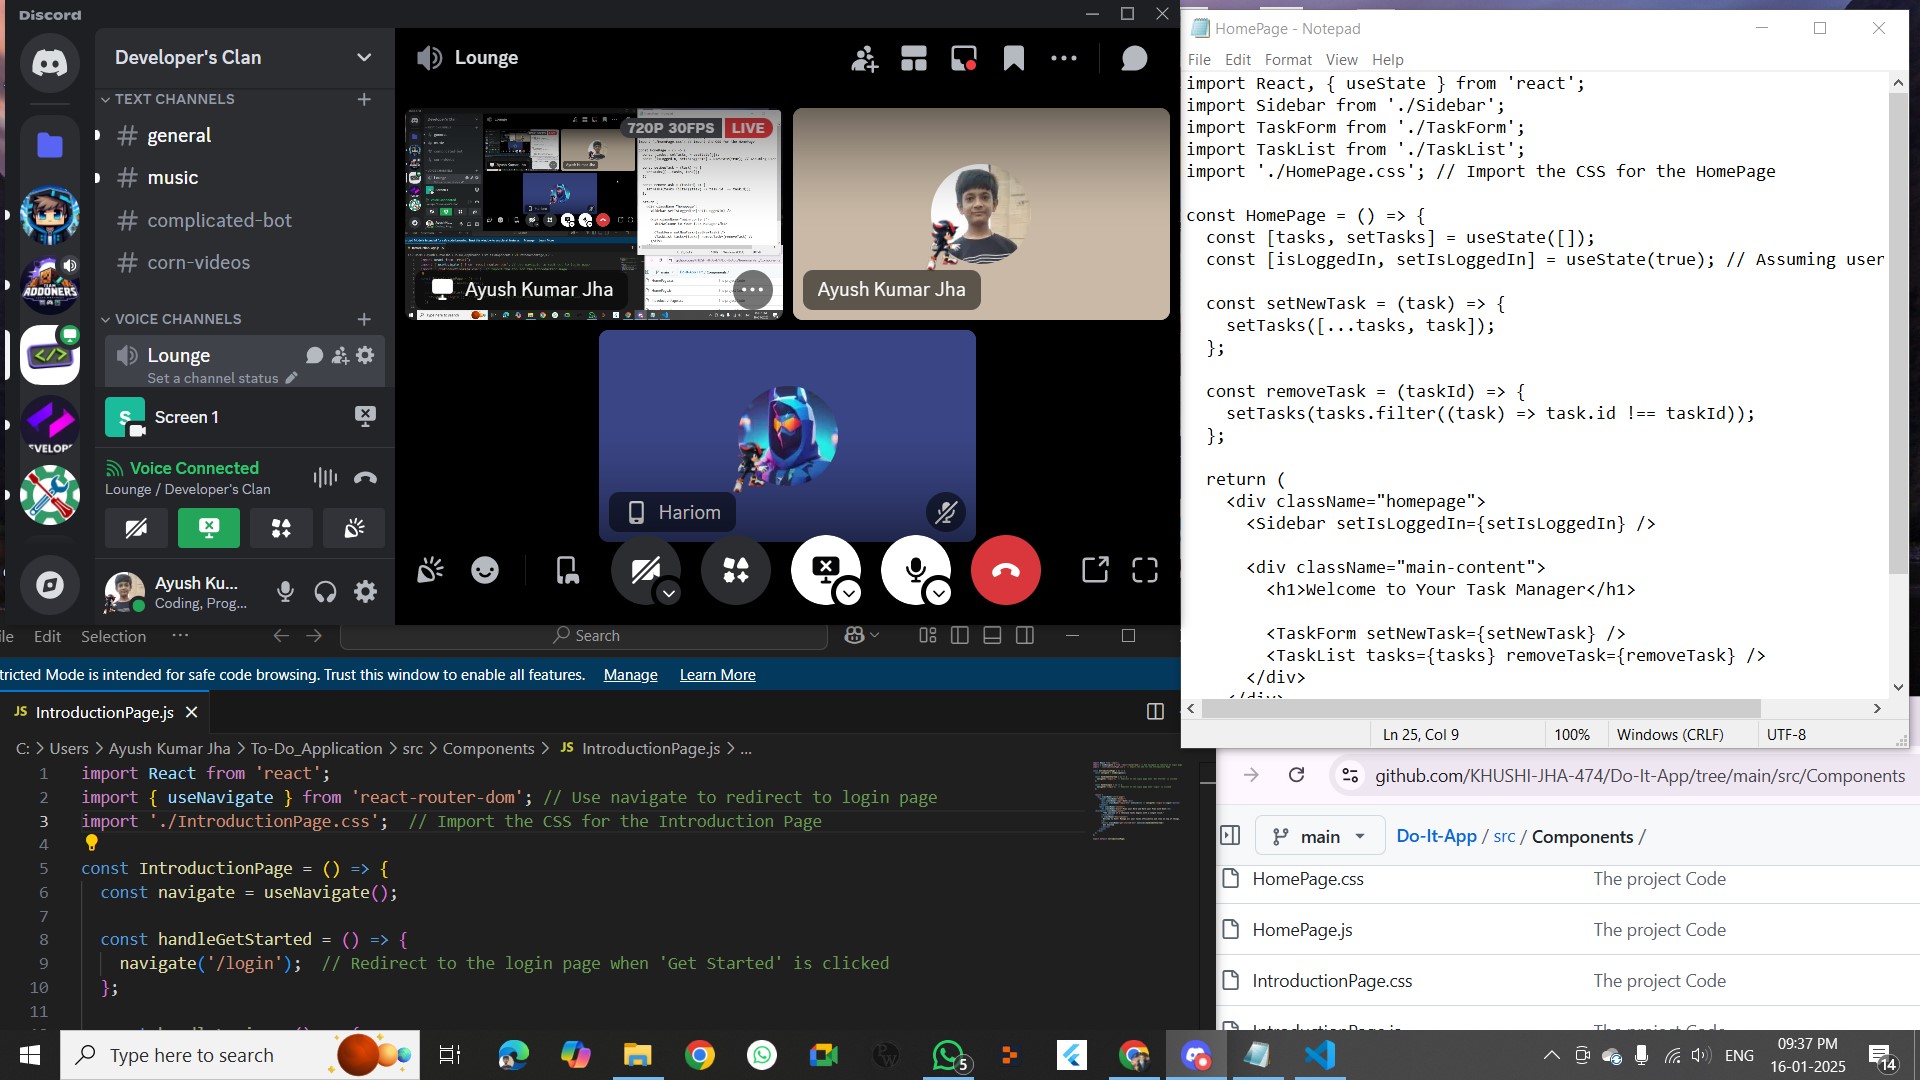 Discord
Developer's Clan
TEXT CHANNELS
# general
# music
# complicated-bot
# corn-videos
VOICE CHANNELS
Lounge
Set a channel status
S
Screen 1
Voice Connected
Lounge / Developer's Clan
Ayush Ku...
Coding, Prog...
TEAM
ADDONERS
</>
EVELOP
Lounge
720P 30FPS
LIVE
Ayush Kumar Jha
Ayush Kumar Jha
Hariom
HomePage - Notepad
File Edit Format View Help
import React, { useState } from 'react';
import Sidebar from './Sidebar';
import TaskForm from './TaskForm';
import TaskList from './TaskList';
import './HomePage.css'; // Import the CSS for the HomePage
const HomePage = () => {
const [tasks, setTasks] = useState([]);
const [isLoggedIn, setIsLoggedIn] = useState(true); // Assuming user
const setNewTask = (task) => {
setTasks([...tasks, task]);
};
const removeTask = (taskId) => {
setTasks(tasks.filter((task) => task.id !== taskId));
};
return (
<div className="homepage">
<Sidebar setIsLoggedIn={setIsLoggedIn} />
<div className="main-content">
<h1>Welcome to Your Task Manager</h1>
<TaskForm setNewTask={setNewTask} />
<TaskList tasks={tasks} removeTask={removeTask} />
</div>
</div>
Ln 25, Col 9
100%
Windows (CRLF)
UTF-8
ile Edit Selection ...
Search
tricted Mode is intended for safe code browsing. Trust this window to enable all features. Manage Learn More
JS IntroductionPage.js
C: > Users > Ayush Kumar Jha > To-Do_Application > src > Components > JS IntroductionPage.js > ...
1 import React from 'react';
2 import { useNavigate } from 'react-router-dom'; // Use navigate to redirect to login page
3 import './IntroductionPage.css'; // Import the CSS for the Introduction Page
4
5 const IntroductionPage = () => {
6 const navigate = useNavigate();
7
8 const handleGetStarted = () => {
9 navigate('/login'); // Redirect to the login page when 'Get Started' is clicked
10 };
11
github.com/KHUSHI-JHA-474/Do-It-App/tree/main/src/Components
main
Do-It-App / src / Components /
HomePage.css The project Code
HomePage.js The project Code
IntroductionPage.css The project Code
Type here to search
5
ENG
09:37 PM
16-01-2025
14